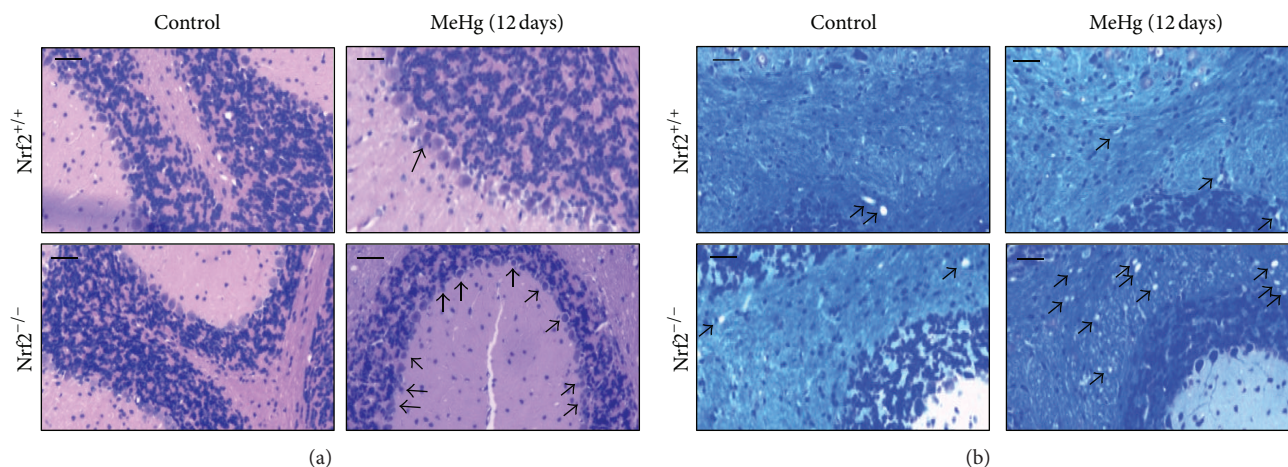 Control MeHg (12 days) Control MeHg (12 days)
Nrf2+/+ Nrf2+/+
Nrf2−/− Nrf2−/−
(a) (b)